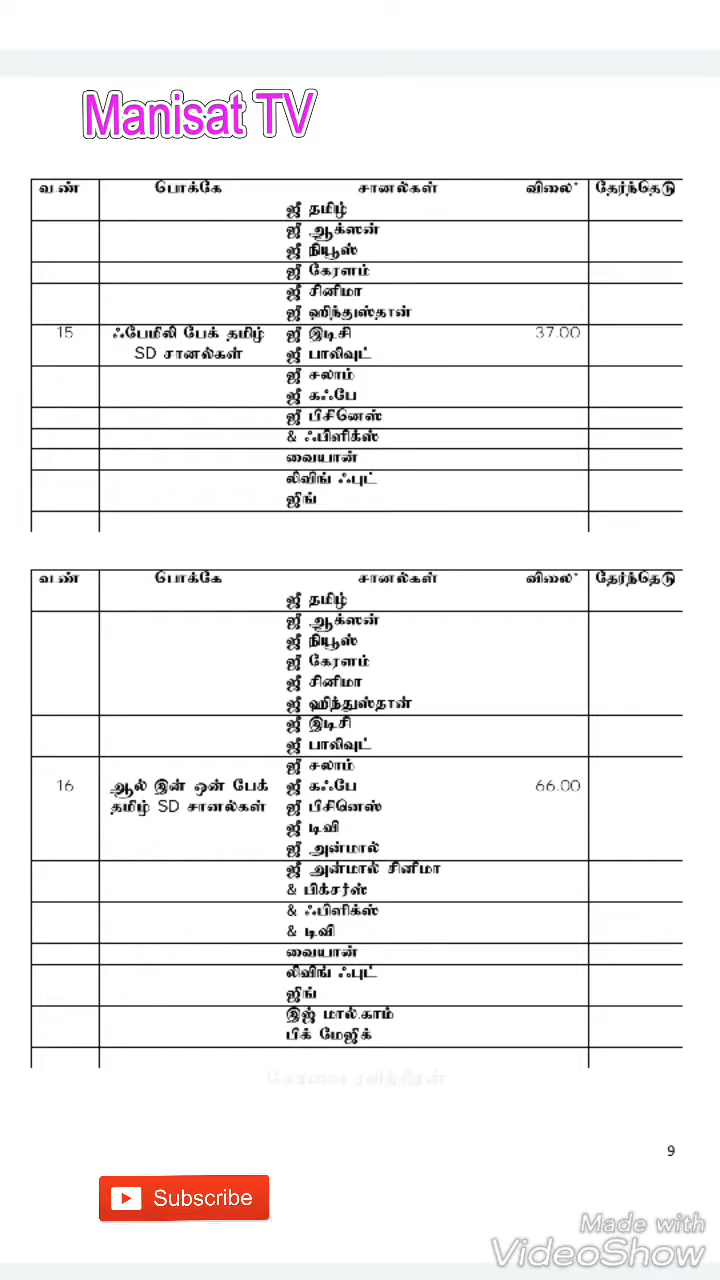 Manisat TV
வ.ண் பொக்கே சானல்கள் விலை* தேர்ந்தெடு
ஜீ தமிழ்
ஜீ ஆக்ஸன்
ஜீ நியூஸ்
ஜீ கேரளம்
ஜீ சினிமா
ஜீ ஹிந்துஸ்தான்
15 ஃபேமிலி பேக் தமிழ் ஜீ இடிசி 37.00
SD சானல்கள் ஜீ பாலிவுட்
ஜீ சலாம்
ஜீ கஃபே
ஜீ பிசினெஸ்
& ஃபிளிக்ஸ்
வையான்
லிவிங் ஃபுட்
ஜிங்
வ.ண் பொக்கே சானல்கள் விலை* தேர்ந்தெடு
ஜீ தமிழ்
ஜீ ஆக்ஸன்
ஜீ நியூஸ்
ஜீ கேரளம்
ஜீ சினிமா
ஜீ ஹிந்துஸ்தான்
ஜீ இடிசி
ஜீ பாலிவுட்
ஜீ சலாம்
16 ஆல் இன் ஒன் பேக் ஜீ கஃபே 66.00
தமிழ் SD சானல்கள் ஜீ பிசினெஸ்
ஜீ டிவி
ஜீ அன்மால்
ஜீ அன்மால் சினிமா
& பிக்சர்ஸ்
& ஃபிளிக்ஸ்
& டிவி
வையான்
லிவிங் ஃபுட்
ஜிங்
இஜ் மால்.காம்
பிக் மேஜிக்
9
Subscribe
Made with
VideoShow